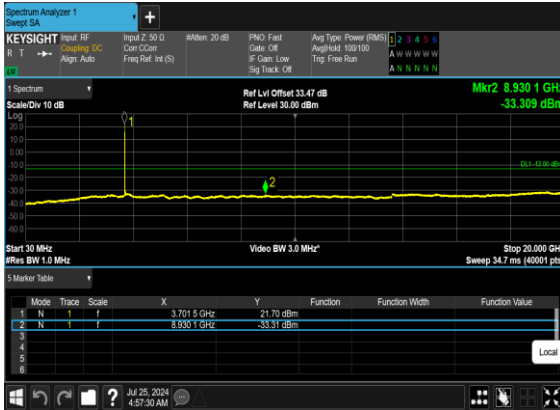 Spectrum Analyzer 1
Swept SA
+
KEYSIGHT Input: RF Input Z: 50 Ω #Atten: 20 dB PNO: Fast Avg Type: Power (RMS) 1 2 3 4 5 6
R T Coupling: DC Corr CCorr Gate: Off Avg|Hold: 100/100 A W W W W W
Align: Auto Freq Ref: Int (S) IF Gain: Low Trig: Free Run
Sig Track: Off A N N N N N
LXI
1 Spectrum Ref Lvl Offset 33.47 dB Mkr2 8.930 1 GHz
Scale/Div 10 dB Ref Level 30.00 dBm -33.309 dBm
Log
20.0
10.0
0.00
-10.0
-20.0
-30.0
-40.0
-50.0
-60.0
1
2
DL1 -13.00 dBm
Start 30 MHz Video BW 3.0 MHz* Stop 20.000 GH
#Res BW 1.0 MHz Sweep 34.7 ms (40001 pts
5 Marker Table
Mode Trace Scale X Y Function Function Width Function Value
1 N 1 f 3.701 5 GHz 21.70 dBm
2 N 1 f 8.930 1 GHz -33.31 dBm
3
4
5
6
Local
? Jul 25, 2024
4:57:30 AM